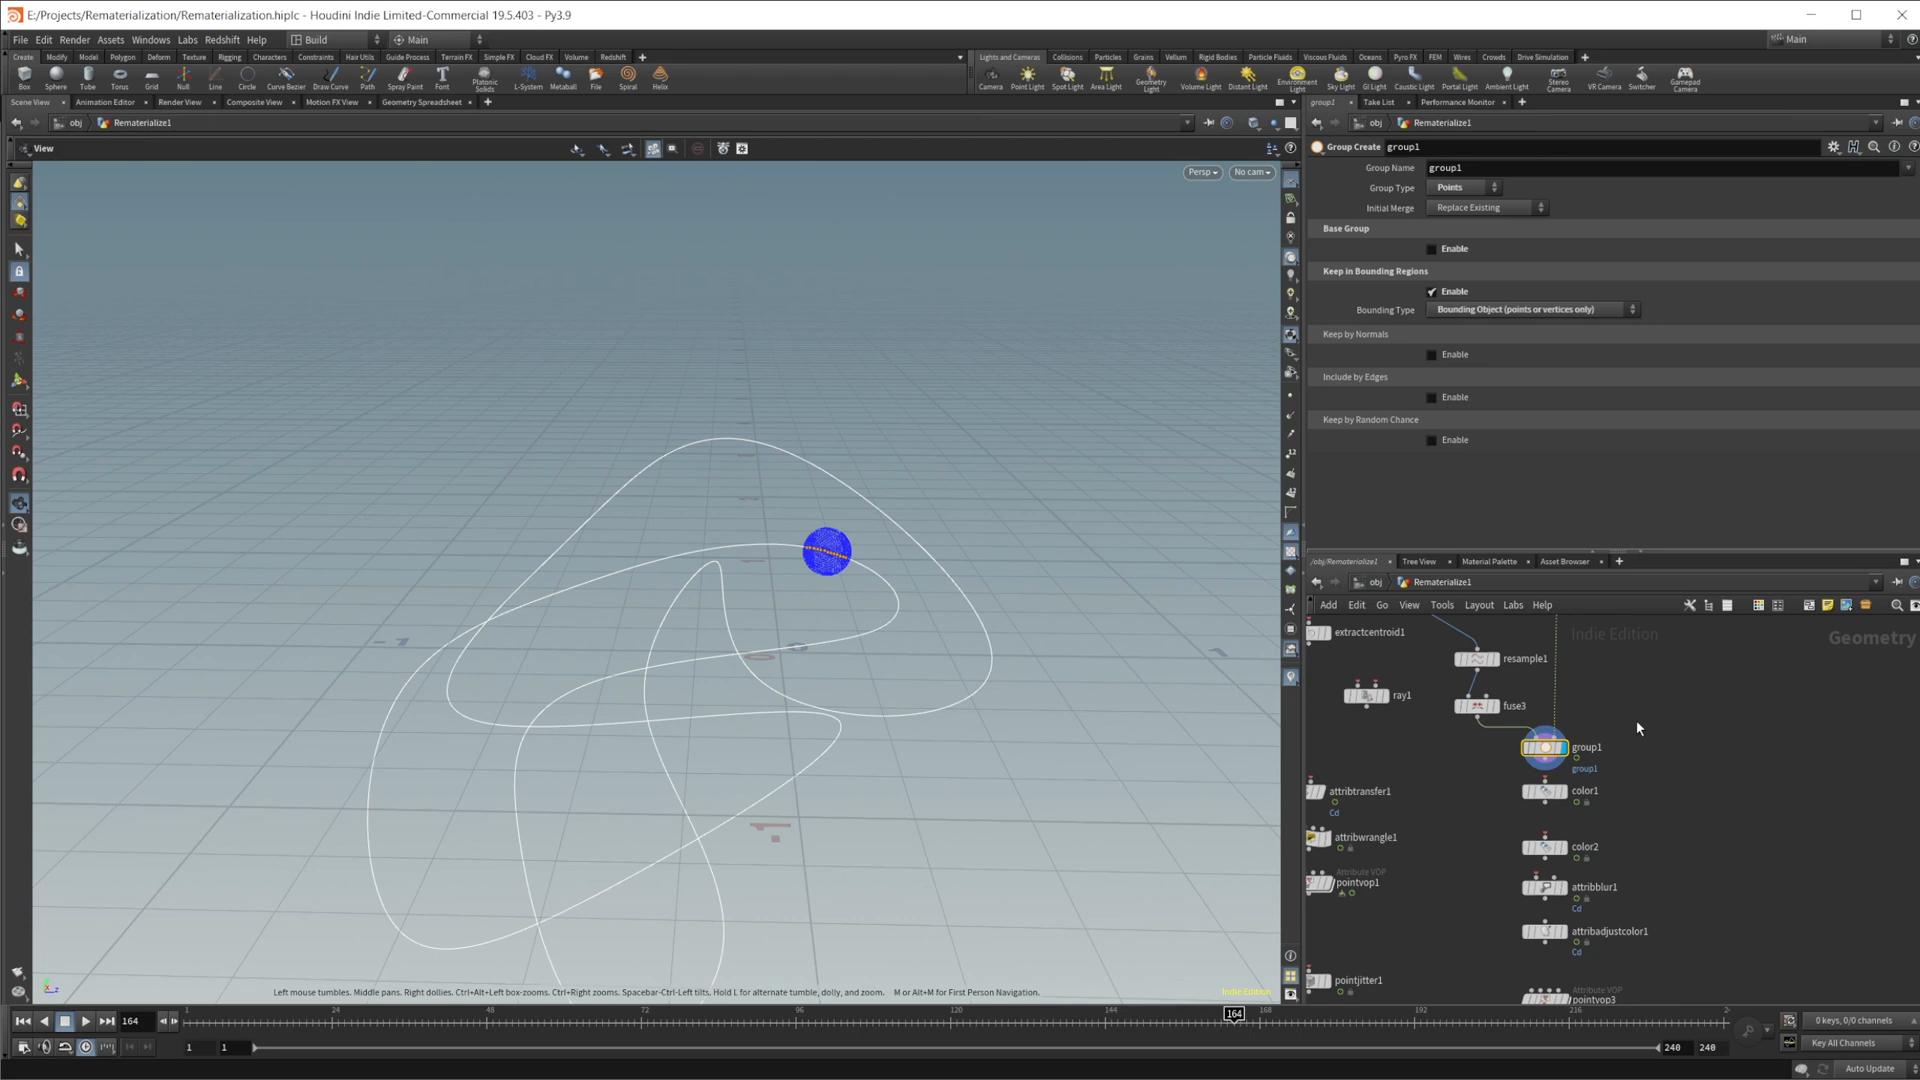 E:/Projects/Rematerialization/Rematerialization.hiplc - Houdini Indie Limited-Commercial 19.5.403 - Py3.9
File Edit Render Assets Windows Labs Redshift Help Build Main Main
Create Modify Model Polygon Deform Texture Rigging Characters Constraints Hair Utils Guide Process Terrain FX Simple FX Cloud FX Volume Redshift
Lights and Cameras Collisions Particles Grains Vellum Rigid Bodies Particle Fluids Viscous Fluids Oceans Pyro FX FEM Wires Crowds Drive Simulation
Box Sphere Tube Torus Grid Null Line Circle Curve Bezier Draw Curve Path Spray Paint Font Platonic Solids L-System Metaball File Spiral Helix
Camera Point Light Spot Light Area Light Geometry Light Volume Light Distant Light Environment Light Sky Light GI Light Caustic Light Portal Light Ambient Light Stereo Camera VR Camera Switcher Gamepad Camera
Scene View Animation Editor Render View Composite View Motion FX View Geometry Spreadsheet
group1 Take List Performance Monitor
obj Rematerialize1
obj Rematerialize1
View
Persp No cam
Group Create group1
Group Name group1
Group Type Points
Initial Merge Replace Existing
Base Group
Enable
Keep in Bounding Regions
Enable
Bounding Type Bounding Object (points or vertices only)
Keep by Normals
Enable
Include by Edges
Enable
Keep by Random Chance
Enable
/obj/Rematerialize1 Tree View Material Palette Asset Browser
obj Rematerialize1
Add Edit Go View Tools Layout Labs Help
Indie Edition
Geometry
extractcentroid1
resample1
ray1
fuse3
group1
group1
attribtransfer1
Cd
color1
attribwrangle1
color2
Attribute VOP
pointvop1
attribblur1
Cd
attribadjustcolor1
Cd
pointjitter1
Attribute VOP
pointvop3
Left mouse tumbles. Middle pans. Right dollies. Ctrl+Alt+Left box-zooms. Ctrl+Right zooms. Spacebar-Ctrl-Left tilts. Hold L for alternate tumble, dolly, and zoom. M or Alt+M for First Person Navigation.
Indie Edition
164 1 24 48 72 96 120 144 164 168 192 216 2
0 keys, 0/0 channels
1 1 240 240
Key All Channels
Auto Update